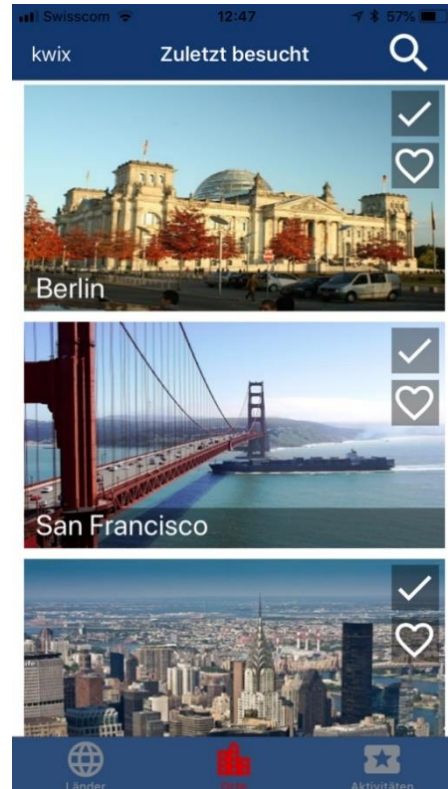 Swisscom 12:47 57%
kwix Zuletzt besucht
Berlin
San Francisco
Länder Aktivitäten